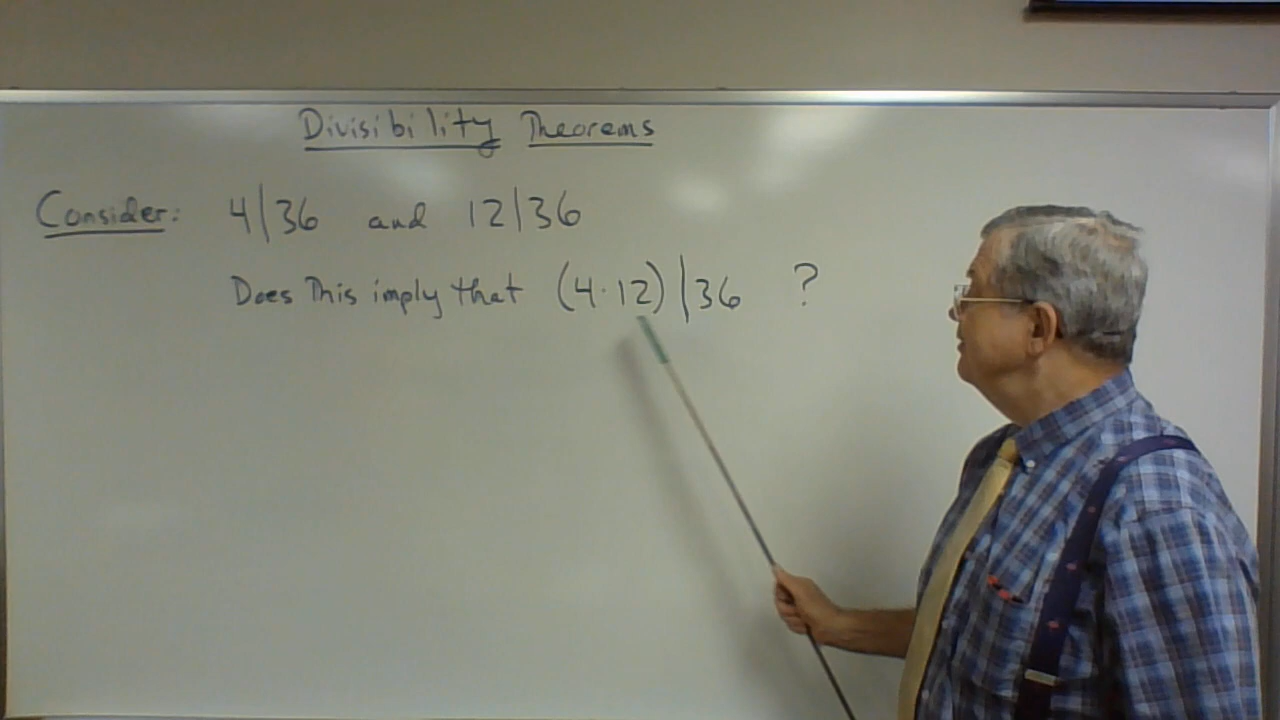 Divisibility Theorems
Consider: 4|36 and 12|36
Does This imply that (4·12)|36 ?